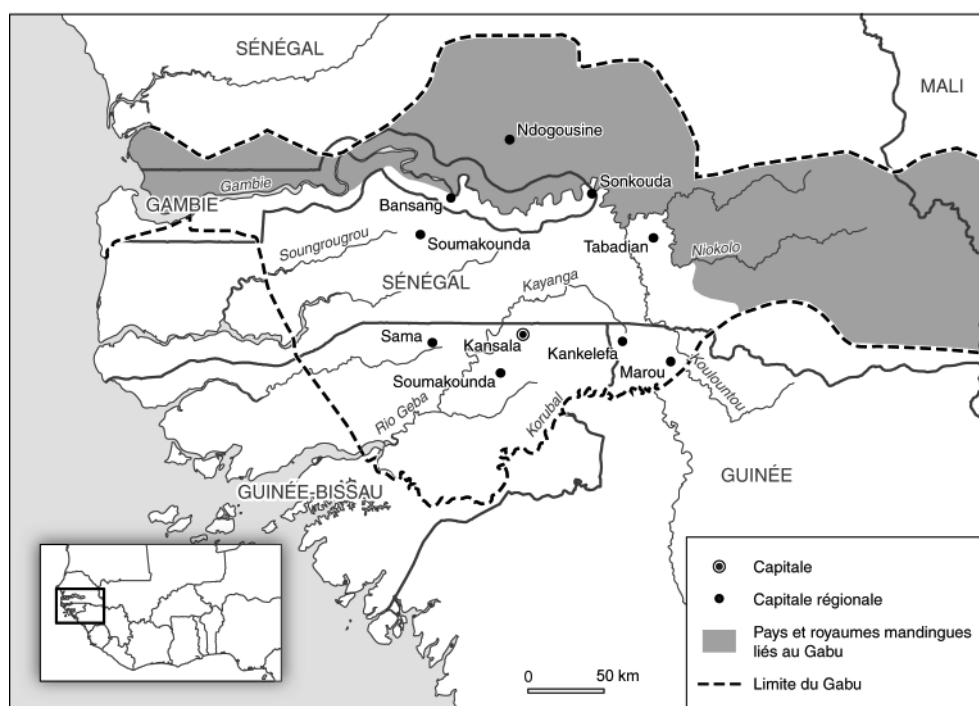 SÉNÉGAL
MALI
Ndogousine
Gambie
Sonkouda
GAMBIE
Bansang
Soungrougrou
Soumakounda
Tabadian
Niokolo
SÉNÉGAL
Kayanga
Sama
Kansala
Kankelefa
Marou
Koulountou
Soumakounda
Rio Geba
Korubal
GUINÉE
GUINÉE-BISSAU
0 50 km
Capitale
Capitale régionale
Pays et royaumes mandingues
liés au Gabu
Limite du Gabu